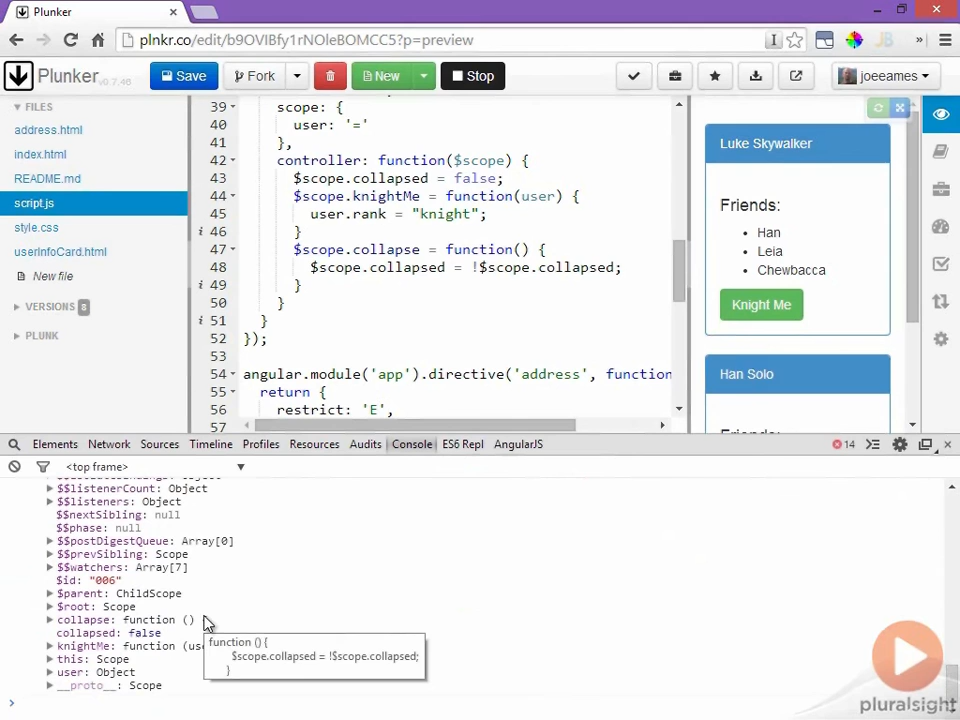 Plunker
plnkr.co/edit/b9OVIBfy1rNOleBOMCC5?p=preview
JB
Plunker v0.7.46
Save
Fork
New
Stop
joeeames
FILES
address.html
index.html
README.md
script.js
style.css
userInfoCard.html
New file
VERSIONS 8
PLUNK
39 scope: {
40 user: '='
41 },
42 controller: function($scope) {
43 $scope.collapsed = false;
44 $scope.knightMe = function(user) {
45 user.rank = "knight";
46 }
47 $scope.collapse = function() {
48 $scope.collapsed = !$scope.collapsed;
49 }
50 }
51 }
52 });
53
54 angular.module('app').directive('address', function
55 return {
56 restrict: 'E',
57
Luke Skywalker
Friends:
Han
Leia
Chewbacca
Knight Me
Han Solo
Elements Network Sources Timeline Profiles Resources Audits Console ES6 Repl AngularJS 14
<top frame>
$$listenerCount: Object
$$listeners: Object
$$nextSibling: null
$$phase: null
$$postDigestQueue: Array[0]
$$prevSibling: Scope
$$watchers: Array[7]
$id: "006"
$parent: ChildScope
$root: Scope
collapse: function ()
collapsed: false
knightMe: function (use
this: Scope
user: Object
__proto__: Scope
function () {
$scope.collapsed = !$scope.collapsed;
}
pluralsight